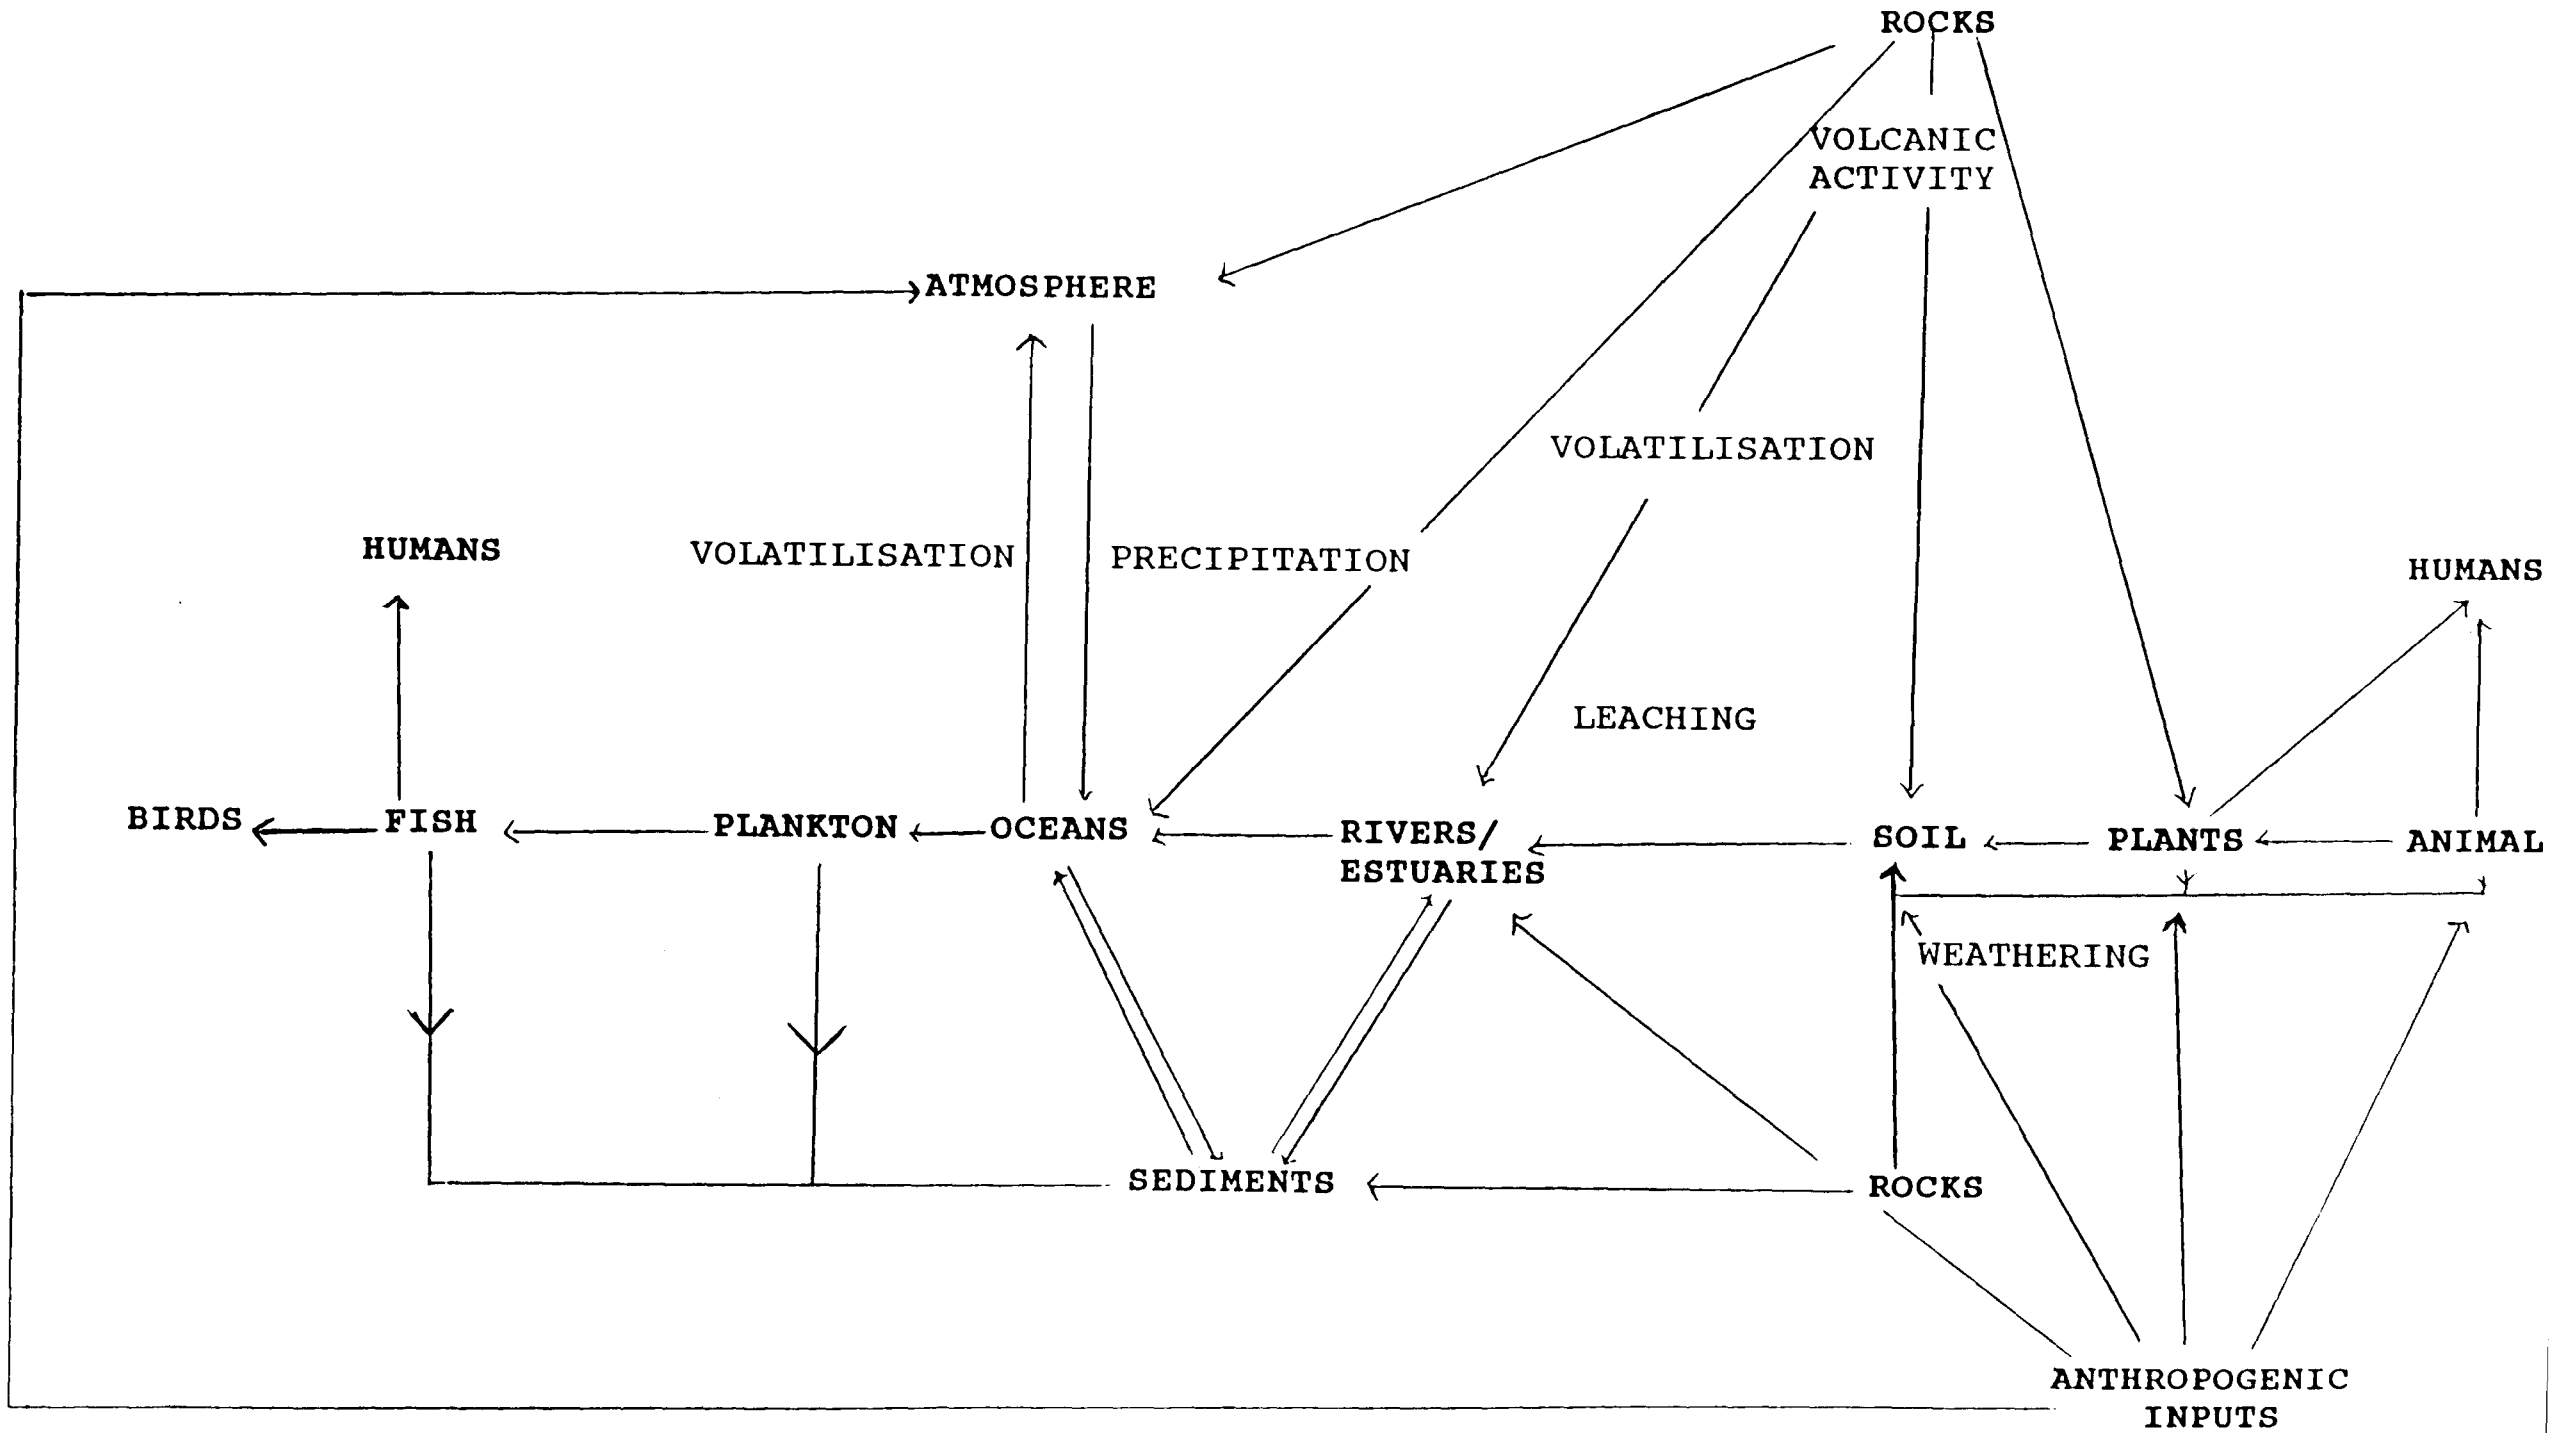 ROCKS
VOLCANIC
ACTIVITY
ATMOSPHERE
VOLATILISATION
HUMANS
VOLATILISATION
PRECIPITATION
HUMANS
LEACHING
BIRDS
FISH
PLANKTON
OCEANS
RIVERS/
ESTUARIES
SOIL
PLANTS
ANIMAL
WEATHERING
SEDIMENTS
ROCKS
ANTHROPOGENIC
INPUTS